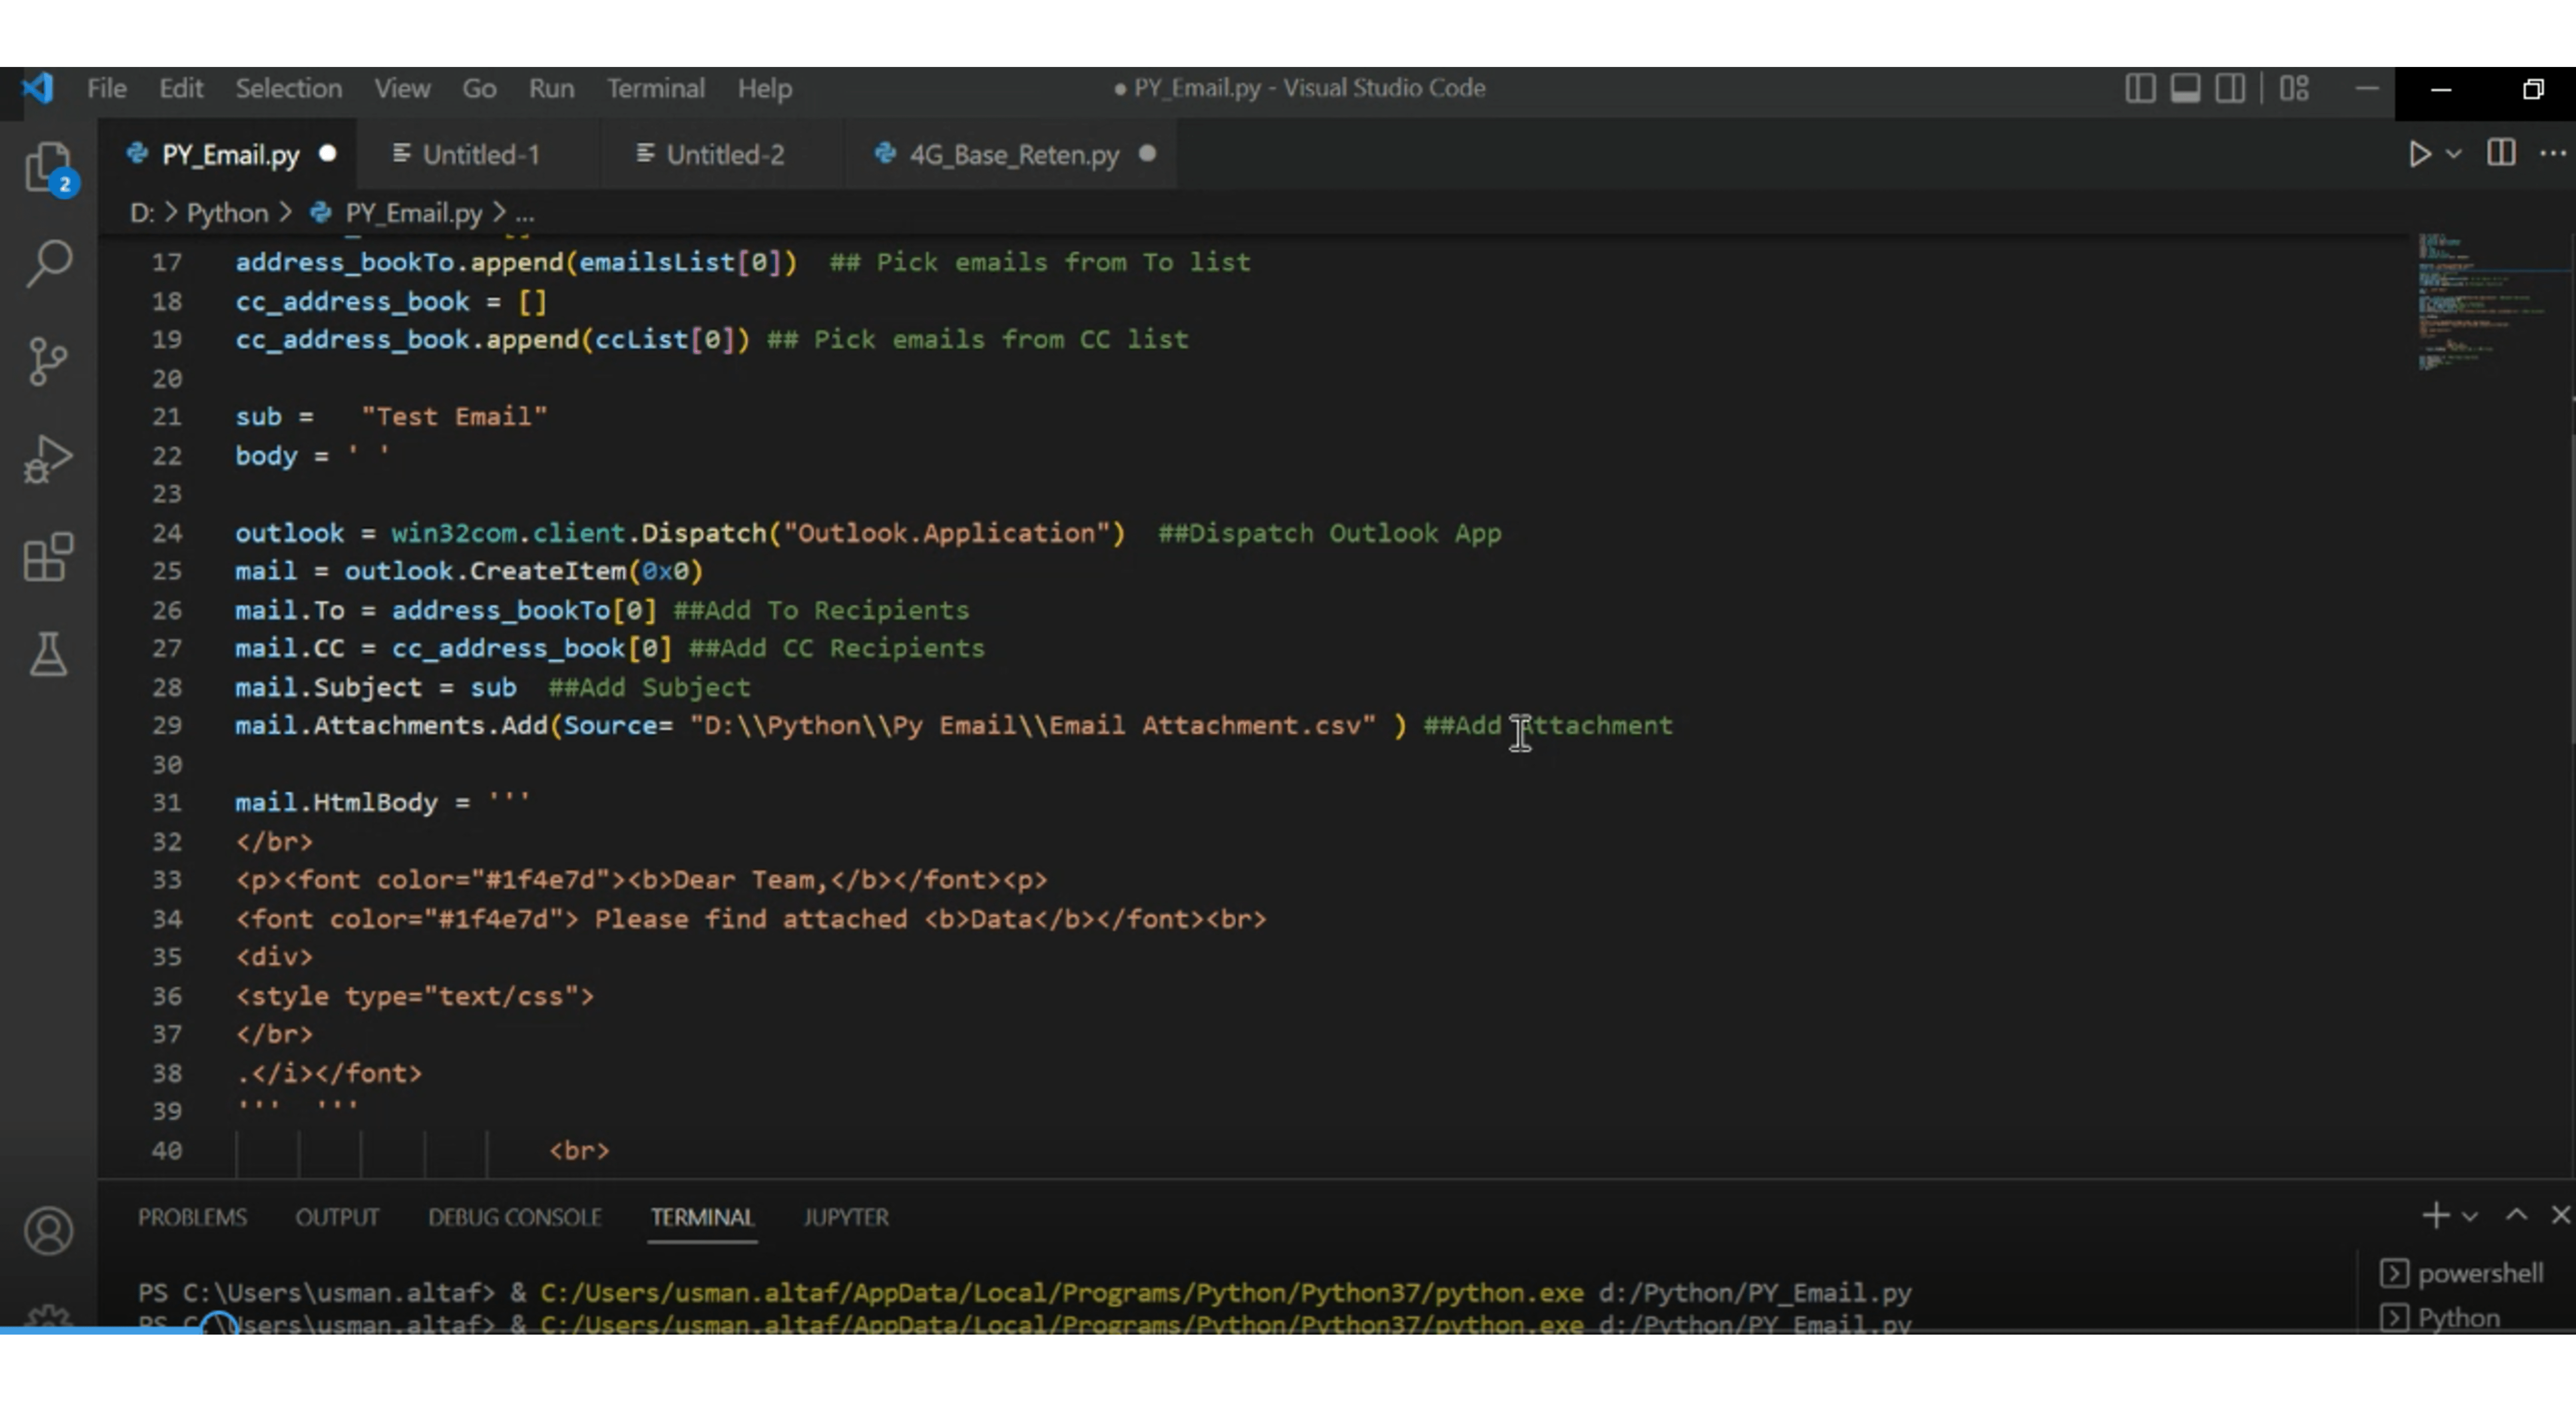 File Edit Selection View Go Run Terminal Help ● PY_Email.py - Visual Studio Code
PY_Email.py ● Untitled-1 Untitled-2 4G_Base_Reten.py ●
2
D: > Python > PY_Email.py > ...
17 address_bookTo.append(emailsList[0])  ## Pick emails from To list
18 cc_address_book = []
19 cc_address_book.append(ccList[0]) ## Pick emails from CC list
20
21 sub =   "Test Email"
22 body = ' '
23
24 outlook = win32com.client.Dispatch("Outlook.Application")  ##Dispatch Outlook App
25 mail = outlook.CreateItem(0x0)
26 mail.To = address_bookTo[0] ##Add To Recipients
27 mail.CC = cc_address_book[0] ##Add CC Recipients
28 mail.Subject = sub  ##Add Subject
29 mail.Attachments.Add(Source= "D:\\Python\\Py Email\\Email Attachment.csv" ) ##Add Attachment
30
31 mail.HtmlBody = '''
32 </br>
33 <p><font color="#1f4e7d"><b>Dear Team,</b></font><p>
34 <font color="#1f4e7d"> Please find attached <b>Data</b></font><br>
35 <div>
36 <style type="text/css">
37 </br>
38 .</i></font>
39 '''  '''
40                     <br>
PROBLEMS OUTPUT DEBUG CONSOLE TERMINAL JUPYTER
PS C:\Users\usman.altaf> & C:/Users/usman.altaf/AppData/Local/Programs/Python/Python37/python.exe d:/Python/PY_Email.py
PS C:\Users\usman.altaf> & C:/Users/usman.altaf/AppData/Local/Programs/Python/Python37/python.exe d:/Python/PY_Email.py
powershell
Python